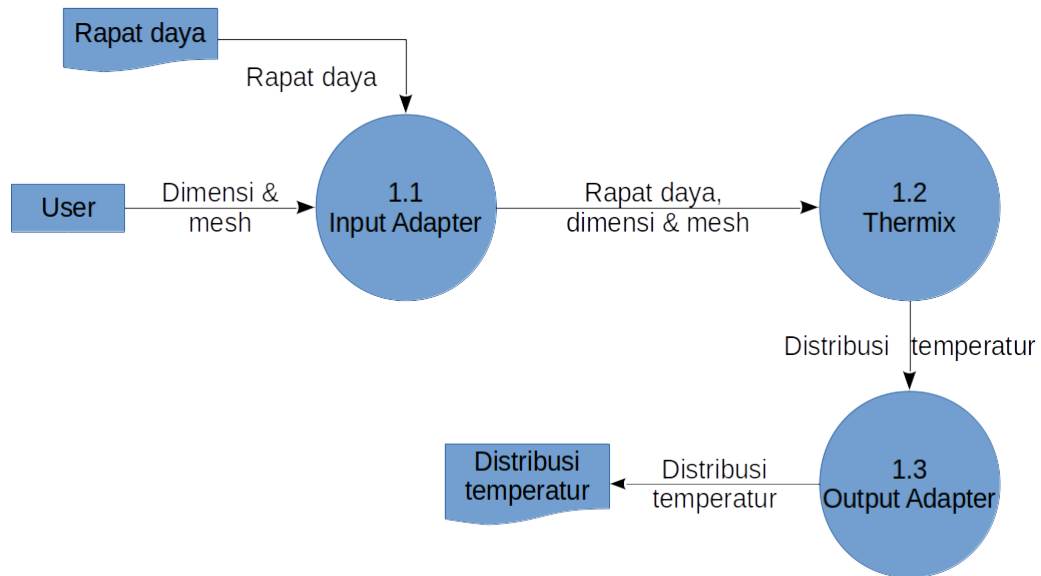 Rapat daya
Rapat daya
User
Dimensi &
mesh
1.1
Input Adapter
Rapat daya,
dimensi & mesh
1.2
Thermix
Distribusi temperatur
Distribusi
temperatur
Distribusi
temperatur
1.3
Output Adapter